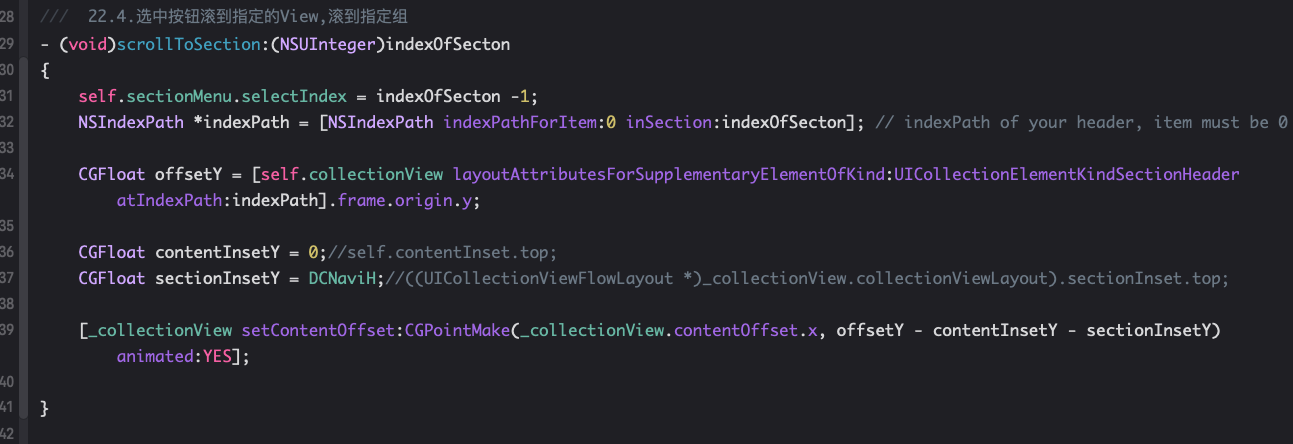 28 ///  22.4.选中按钮滚到指定的View,滚到指定组
29 - (void)scrollToSection:(NSUInteger)indexOfSecton
30 {
31     self.sectionMenu.selectIndex = indexOfSecton -1;
32     NSIndexPath *indexPath = [NSIndexPath indexPathForItem:0 inSection:indexOfSecton]; // indexPath of your header, item must be 0
33
34     CGFloat offsetY = [self.collectionView layoutAttributesForSupplementaryElementOfKind:UICollectionElementKindSectionHeader
atIndexPath:indexPath].frame.origin.y;
35
36     CGFloat contentInsetY = 0;//self.contentInset.top;
37     CGFloat sectionInsetY = DCNaviH;//((UICollectionViewFlowLayout *)_collectionView.collectionViewLayout).sectionInset.top;
38
39     [_collectionView setContentOffset:CGPointMake(_collectionView.contentOffset.x, offsetY - contentInsetY - sectionInsetY)
animated:YES];
40
41 }
42